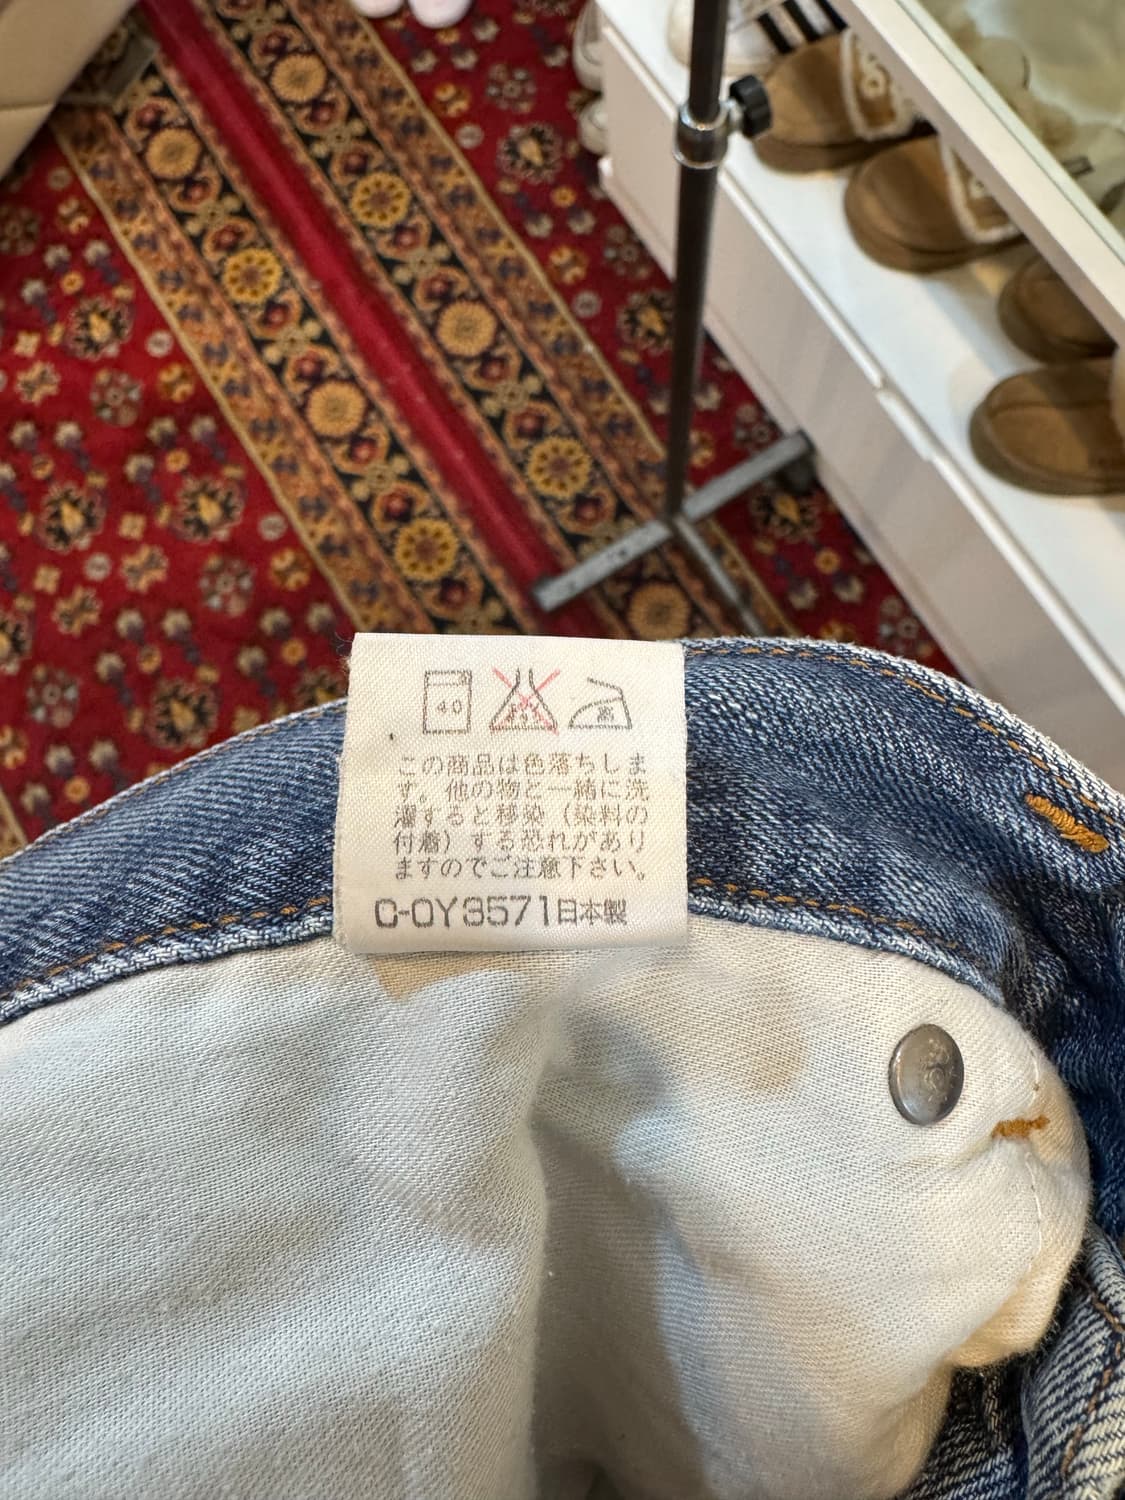 40
高
この商品は色落ちしま
す。他の物と一緒に洗
濯すると移染（染料の
付着）する恐れがあり
ますのでご注意下さい。
C-OY3571日本製